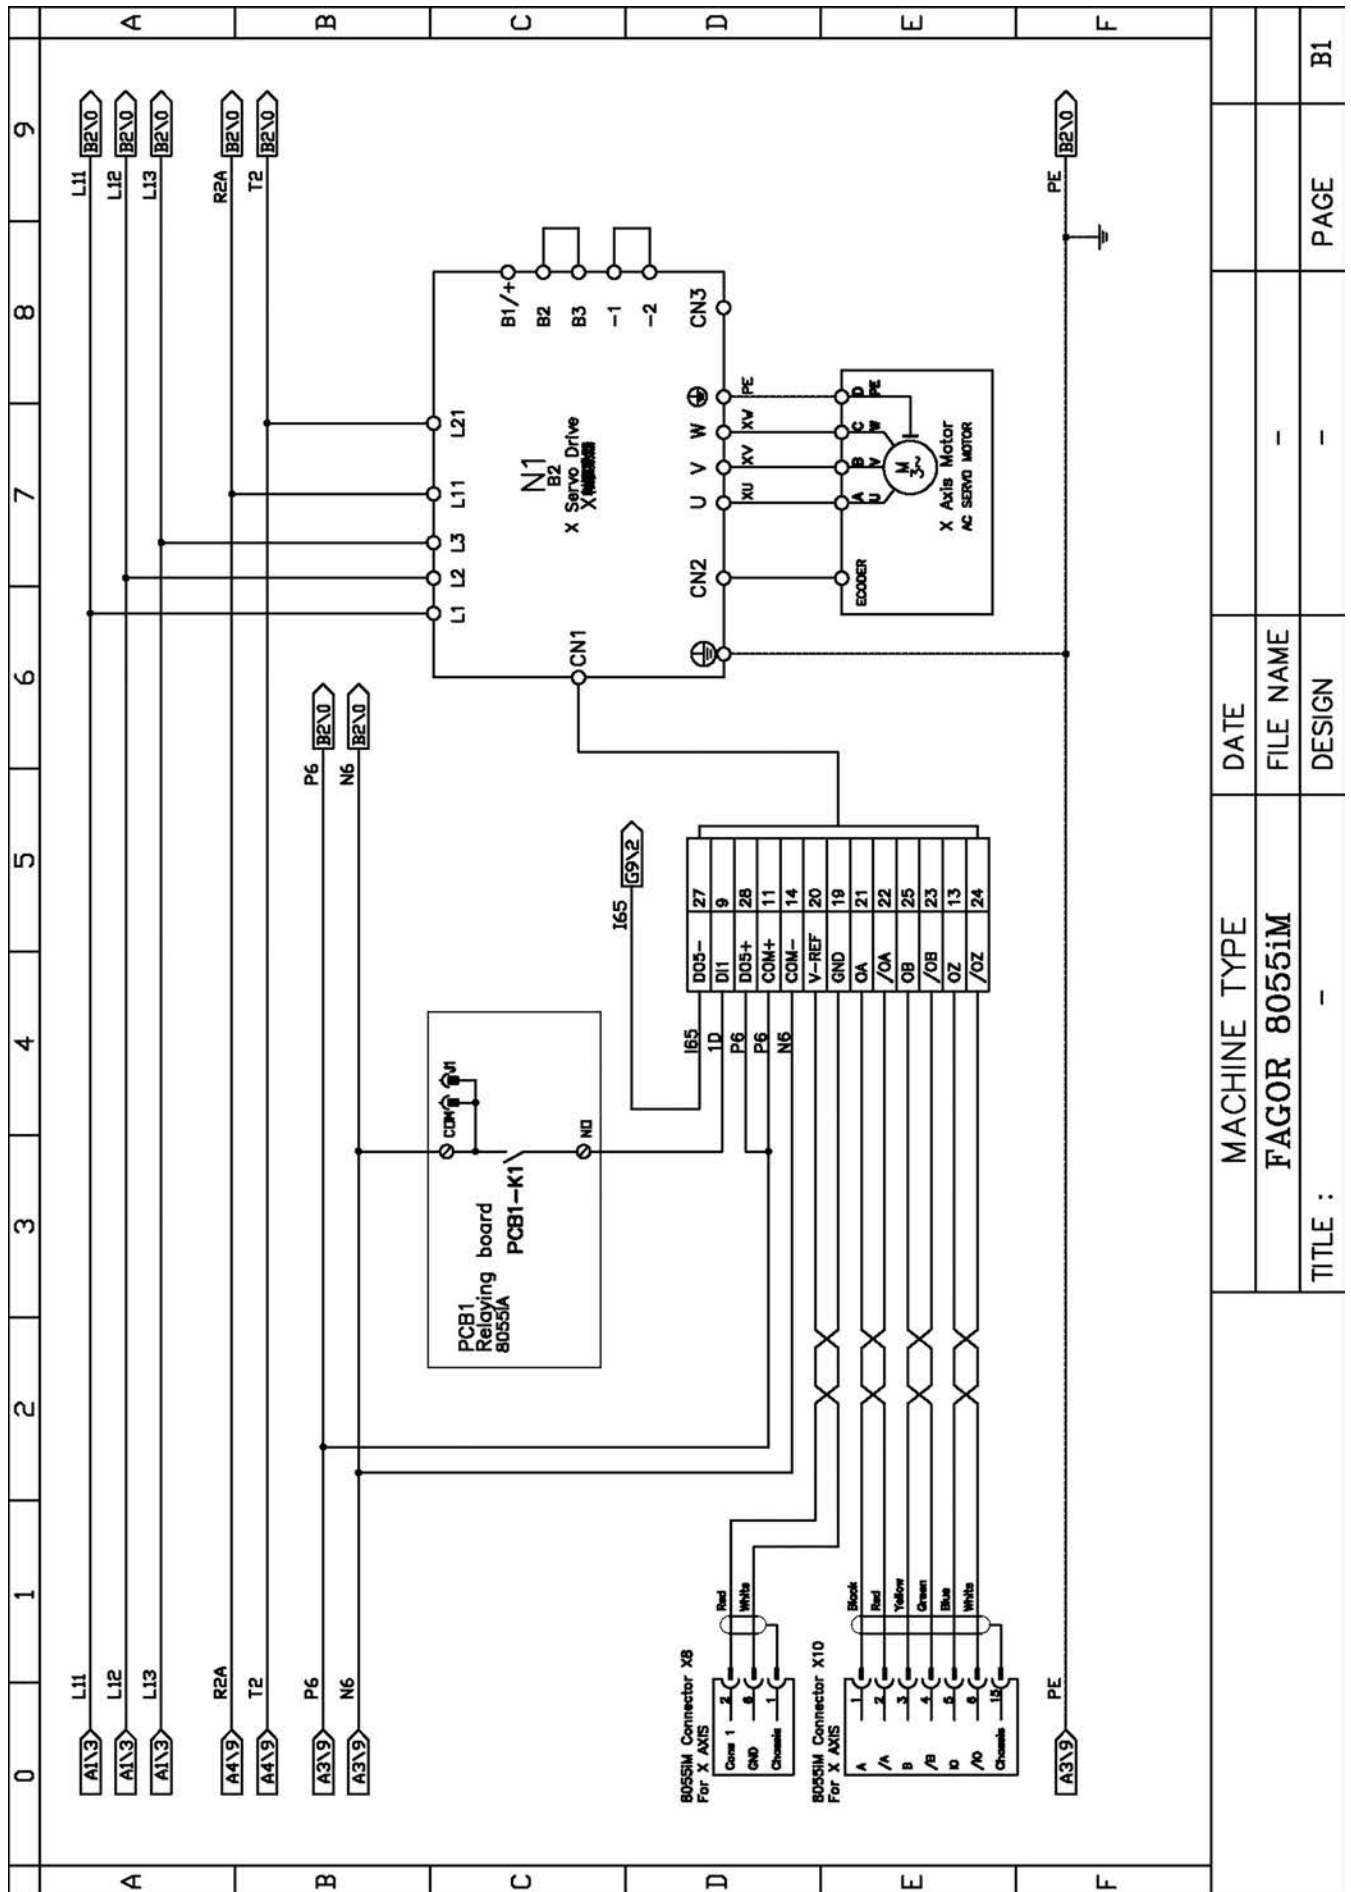 0 1 2 3 4 5 6 7 8 9
A A
B B
C C
D D
E E
F F
A1\3 L11 L11 B2\0
A1\3 L12 L12 B2\0
A1\3 L13 L13 B2\0
A4\9 R2A R2A B2\0
A4\9 T2 T2 B2\0
A3\9 P6 P6 B2\0
A3\9 N6 N6 B2\0
PCB1
Relaying board
8055iA
PCB1-K1
COM J1
NO
L1 L2 L3 L11 L21
CN1
N1
B2
X Servo Drive
B1/+
B2
B3
-1
-2
CN2 U V W CN3
XU XV XW PE
ECODER
A B C D
U V W PE
M
3~
X Axis Motor
AC SERVO MOTOR
I65 G9\2
I65 DO5- 27
1D DI1 9
P6 DO5+ 28
P6 COM+ 11
N6 COM- 14
V-REF 20
GND 19
OA 21
/OA 22
OB 25
/OB 23
OZ 13
/OZ 24
8055iM Connector X8
For X AXIS
Cons 1 2 Red
GND 6 White
Chassis 1
8055iM Connector X10
For X AXIS
A 1 Black
/A 2 Red
B 3 Yellow
/B 4 Green
IO 5 Blue
/IO 6 White
Chassis 15
A3\9 PE PE B2\0
MACHINE TYPE DATE
FAGOR 8055iM FILE NAME -
TITLE : - DESIGN - PAGE B1